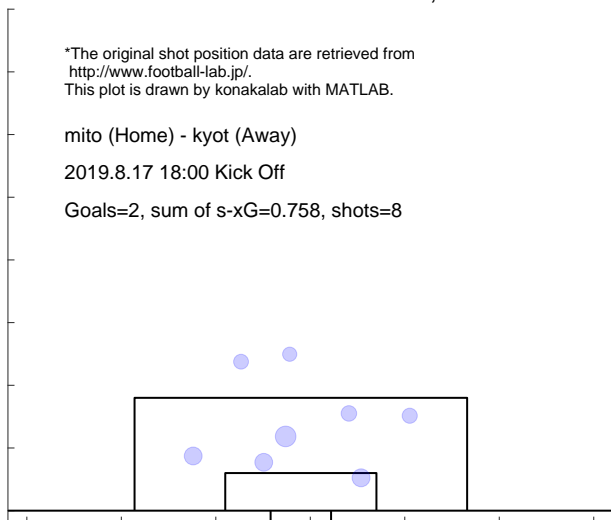 *The original shot position data are retrieved from
http://www.football-lab.jp/.
This plot is drawn by konakalab with MATLAB.
mito (Home) - kyot (Away)
2019.8.17 18:00 Kick Off
Goals=2, sum of s-xG=0.758, shots=8